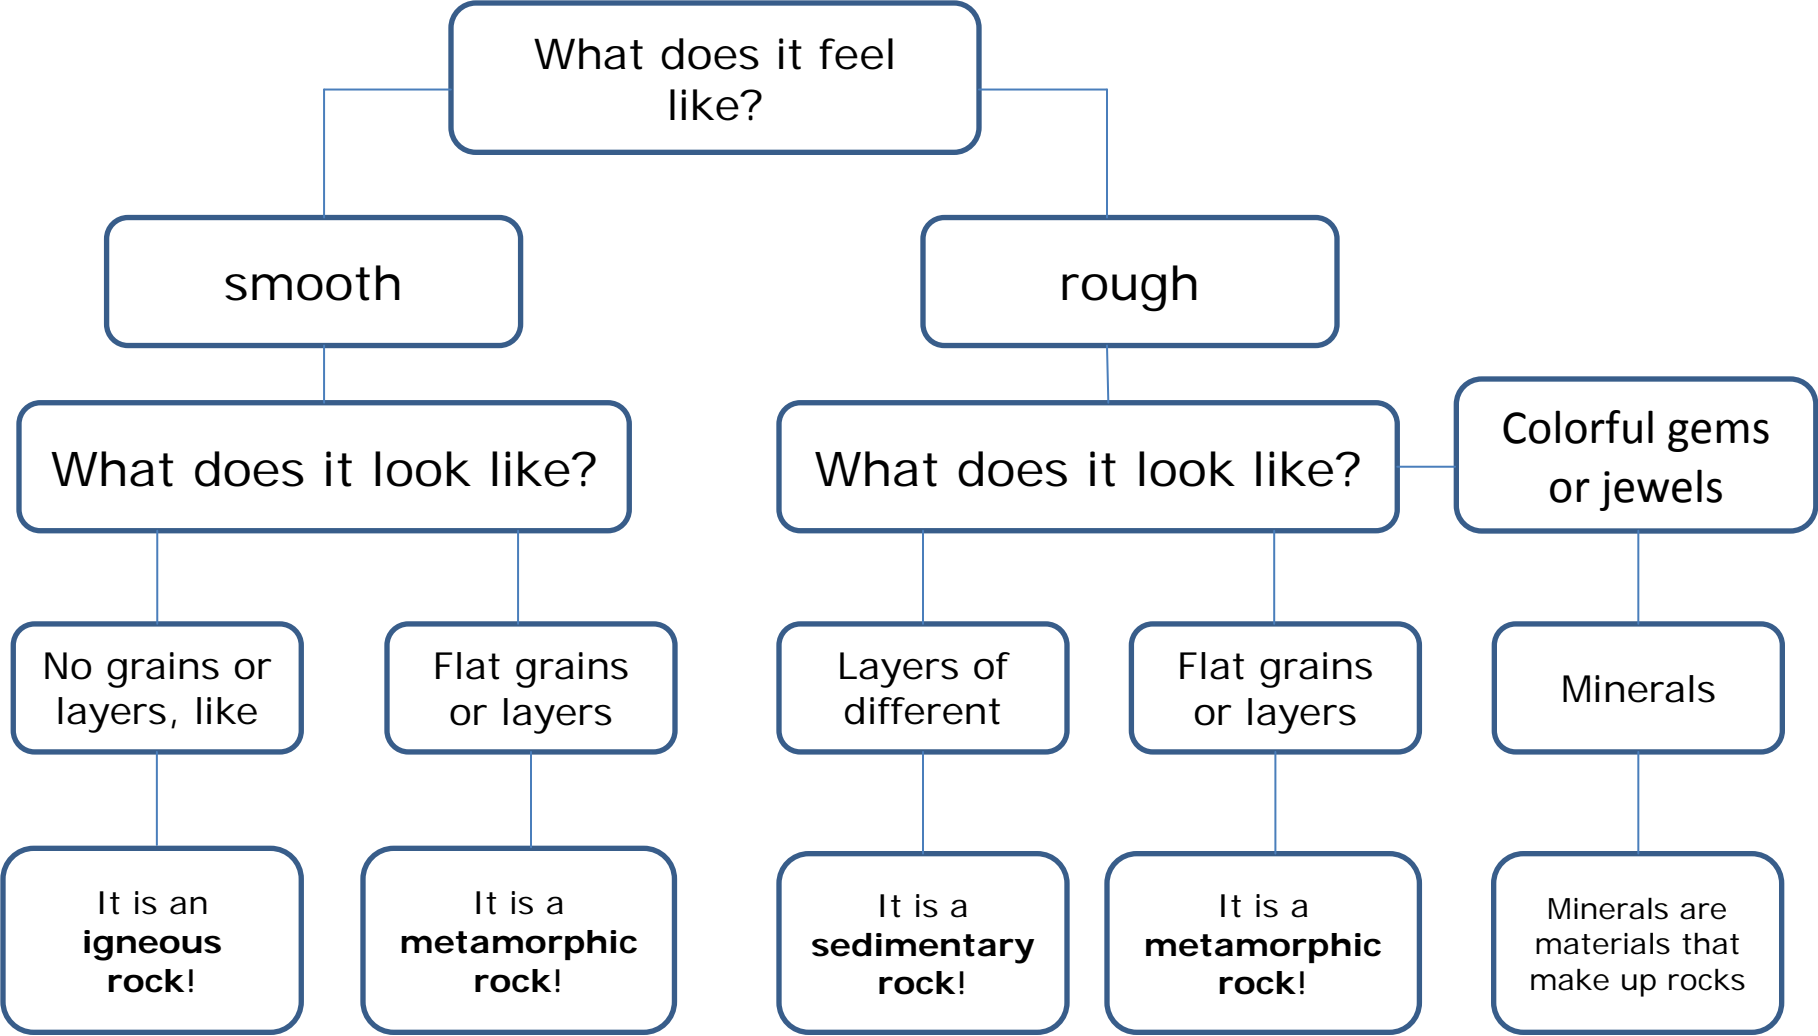 What does it feel
like?
smooth
rough
What does it look like?
What does it look like?
Colorful gems
or jewels
No grains or
layers, like
Flat grains
or layers
Layers of
different
Flat grains
or layers
Minerals
It is an
igneous
rock!
It is a
metamorphic
rock!
It is a
sedimentary
rock!
It is a
metamorphic
rock!
Minerals are
materials that
make up rocks